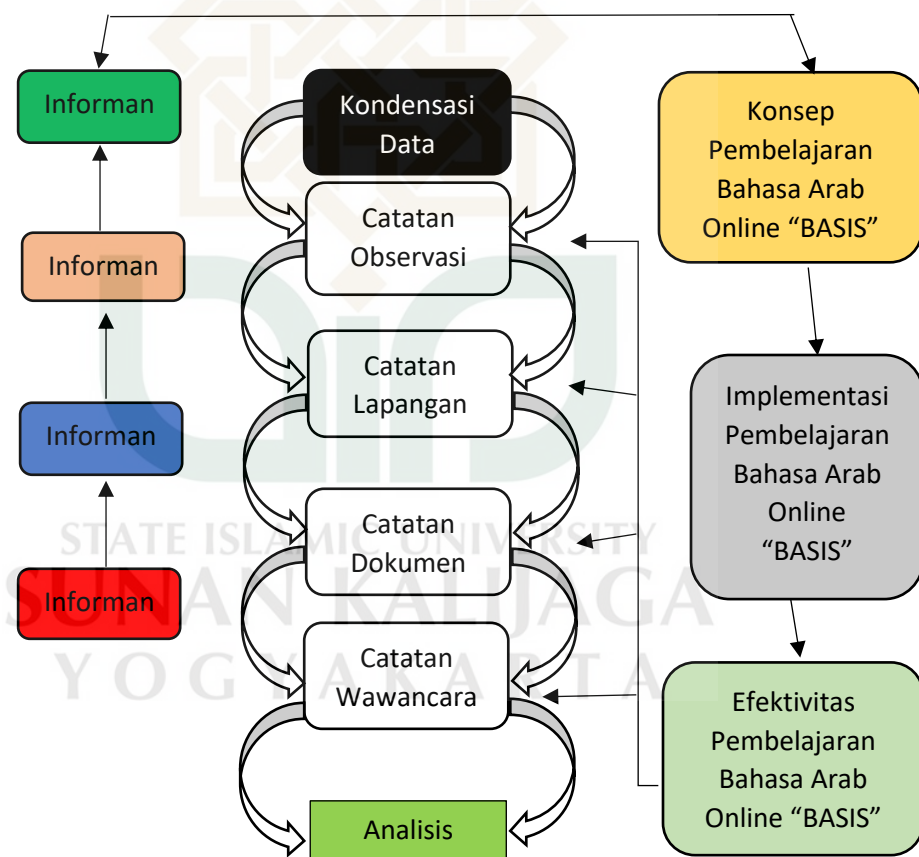 Informan
Informan
Informan
Informan
Kondensasi
Data
Catatan
Observasi
Catatan
Lapangan
Catatan
Dokumen
Catatan
Wawancara
Analisis
Konsep
Pembelajaran
Bahasa Arab
Online “BASIS”
Implementasi
Pembelajaran
Bahasa Arab
Online
“BASIS”
Efektivitas
Pembelajaran
Bahasa Arab
Online “BASIS”
STATE ISLAMIC UNIVERSITY
SUNAN KALIJAGA
YOGYAKARTA